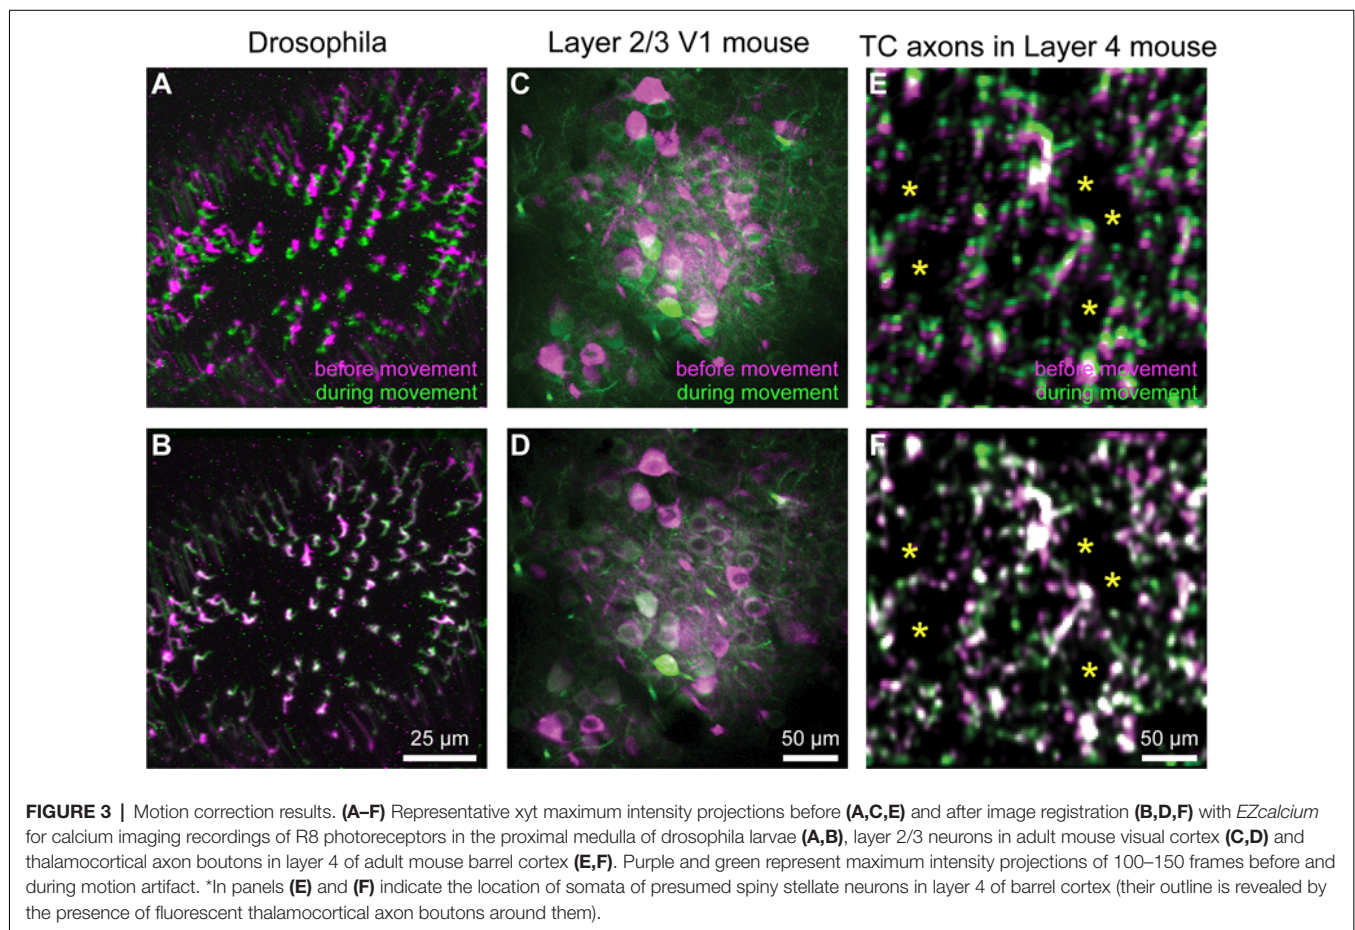 Drosophila
Layer 2/3 V1 mouse
TC axons in Layer 4 mouse
A
before movement
during movement
C
before movement
during movement
E
*
*
*
*
*
before movement
during movement
B
25 µm
D
50 µm
F
*
*
*
*
*
50 µm
FIGURE 3 | Motion correction results. (A–F) Representative xyt maximum intensity projections before (A,C,E) and after image registration (B,D,F) with EZcalcium
for calcium imaging recordings of R8 photoreceptors in the proximal medulla of drosophila larvae (A,B), layer 2/3 neurons in adult mouse visual cortex (C,D) and
thalamocortical axon boutons in layer 4 of adult mouse barrel cortex (E,F). Purple and green represent maximum intensity projections of 100–150 frames before and
during motion artifact. *In panels (E) and (F) indicate the location of somata of presumed spiny stellate neurons in layer 4 of barrel cortex (their outline is revealed by
the presence of fluorescent thalamocortical axon boutons around them).